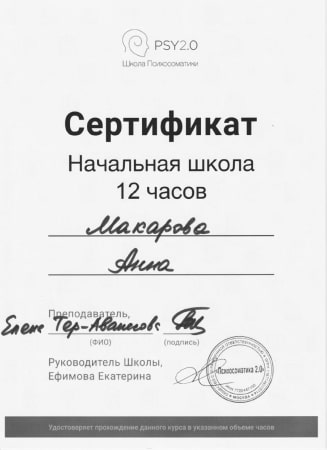 PSY2.0
Школа Психосоматики
Сертификат
Начальная школа
12 часов
Макарова
Анна
Преподаватель,
Елена Тер-Аванесова
(ФИО) (подпись)
Руководитель Школы,
Ефимова Екатерина
«Психосоматика 2.0»
Удостоверяет прохождение данного курса в указанном объеме часов